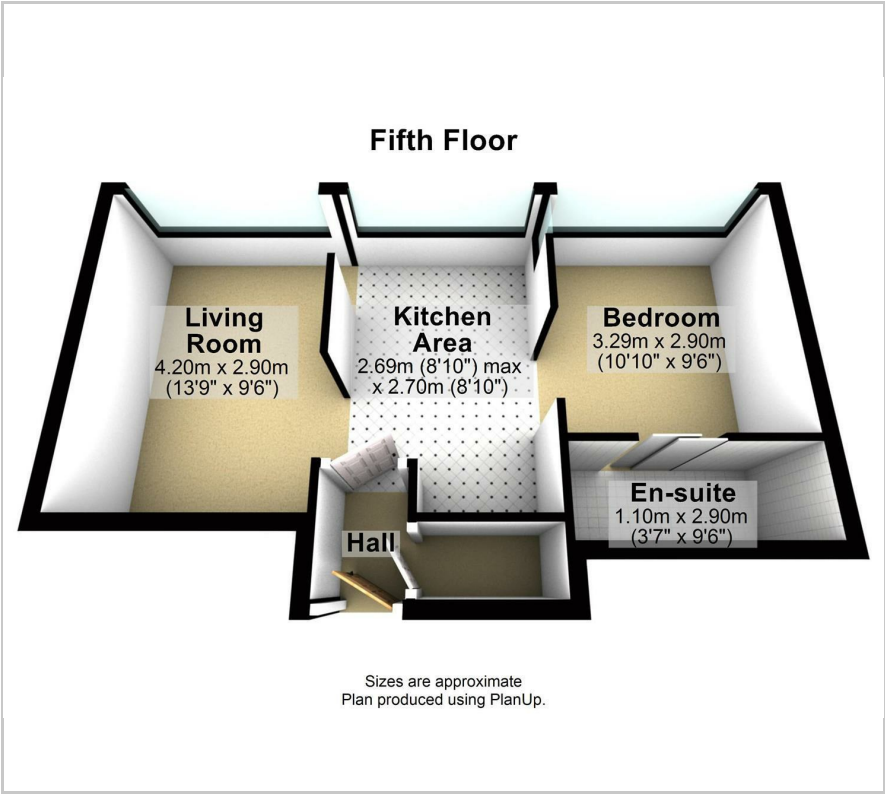 Fifth Floor
Living
Room
4.20m x 2.90m
(13'9" x 9'6")
Kitchen
Area
2.69m (8'10") max
x 2.70m (8'10")
Bedroom
3.29m x 2.90m
(10'10" x 9'6")
En-suite
1.10m x 2.90m
(3'7" x 9'6")
Hall
Sizes are approximate
Plan produced using PlanUp.